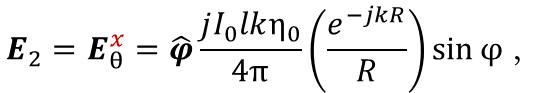 E₂ = E_θ^x = φ̂ (jI₀lkη₀ / 4π) (e^{-jkR} / R) sin φ ,